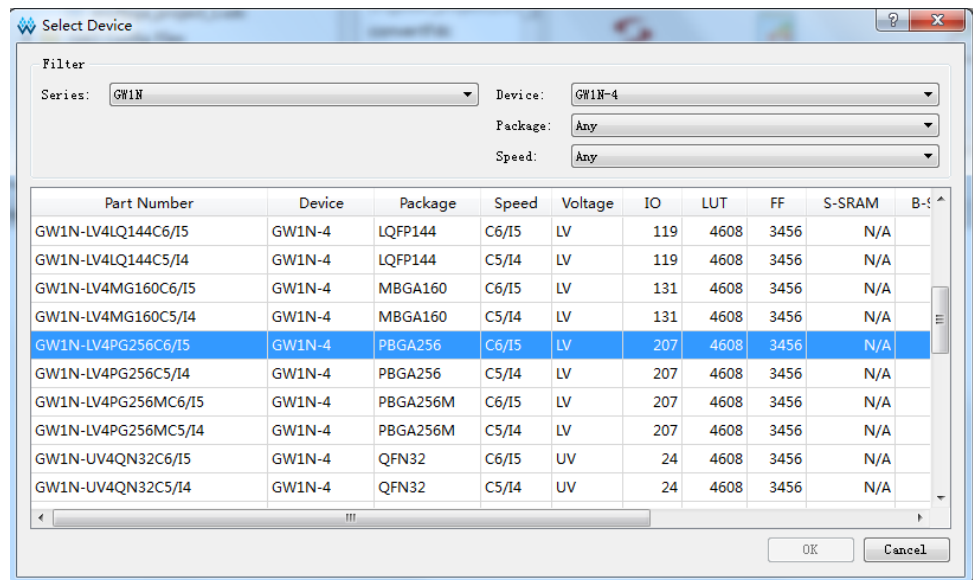 Select Device
Filter
Series: GW1N Device: GW1N-4
Package: Any
Speed: Any
Part Number Device Package Speed Voltage IO LUT FF S-SRAM
GW1N-LV4LQ144C6/I5 GW1N-4 LQFP144 C6/I5 LV 119 4608 3456 N/A
GW1N-LV4LQ144C5/I4 GW1N-4 LQFP144 C5/I4 LV 119 4608 3456 N/A
GW1N-LV4MG160C6/I5 GW1N-4 MBGA160 C6/I5 LV 131 4608 3456 N/A
GW1N-LV4MG160C5/I4 GW1N-4 MBGA160 C5/I4 LV 131 4608 3456 N/A
GW1N-LV4PG256C6/I5 GW1N-4 PBGA256 C6/I5 LV 207 4608 3456 N/A
GW1N-LV4PG256C5/I4 GW1N-4 PBGA256 C5/I4 LV 207 4608 3456 N/A
GW1N-LV4PG256MC6/I5 GW1N-4 PBGA256M C6/I5 LV 207 4608 3456 N/A
GW1N-LV4PG256MC5/I4 GW1N-4 PBGA256M C5/I4 LV 207 4608 3456 N/A
GW1N-UV4QN32C6/I5 GW1N-4 QFN32 C6/I5 UV 24 4608 3456 N/A
GW1N-UV4QN32C5/I4 GW1N-4 QFN32 C5/I4 UV 24 4608 3456 N/A
OK Cancel